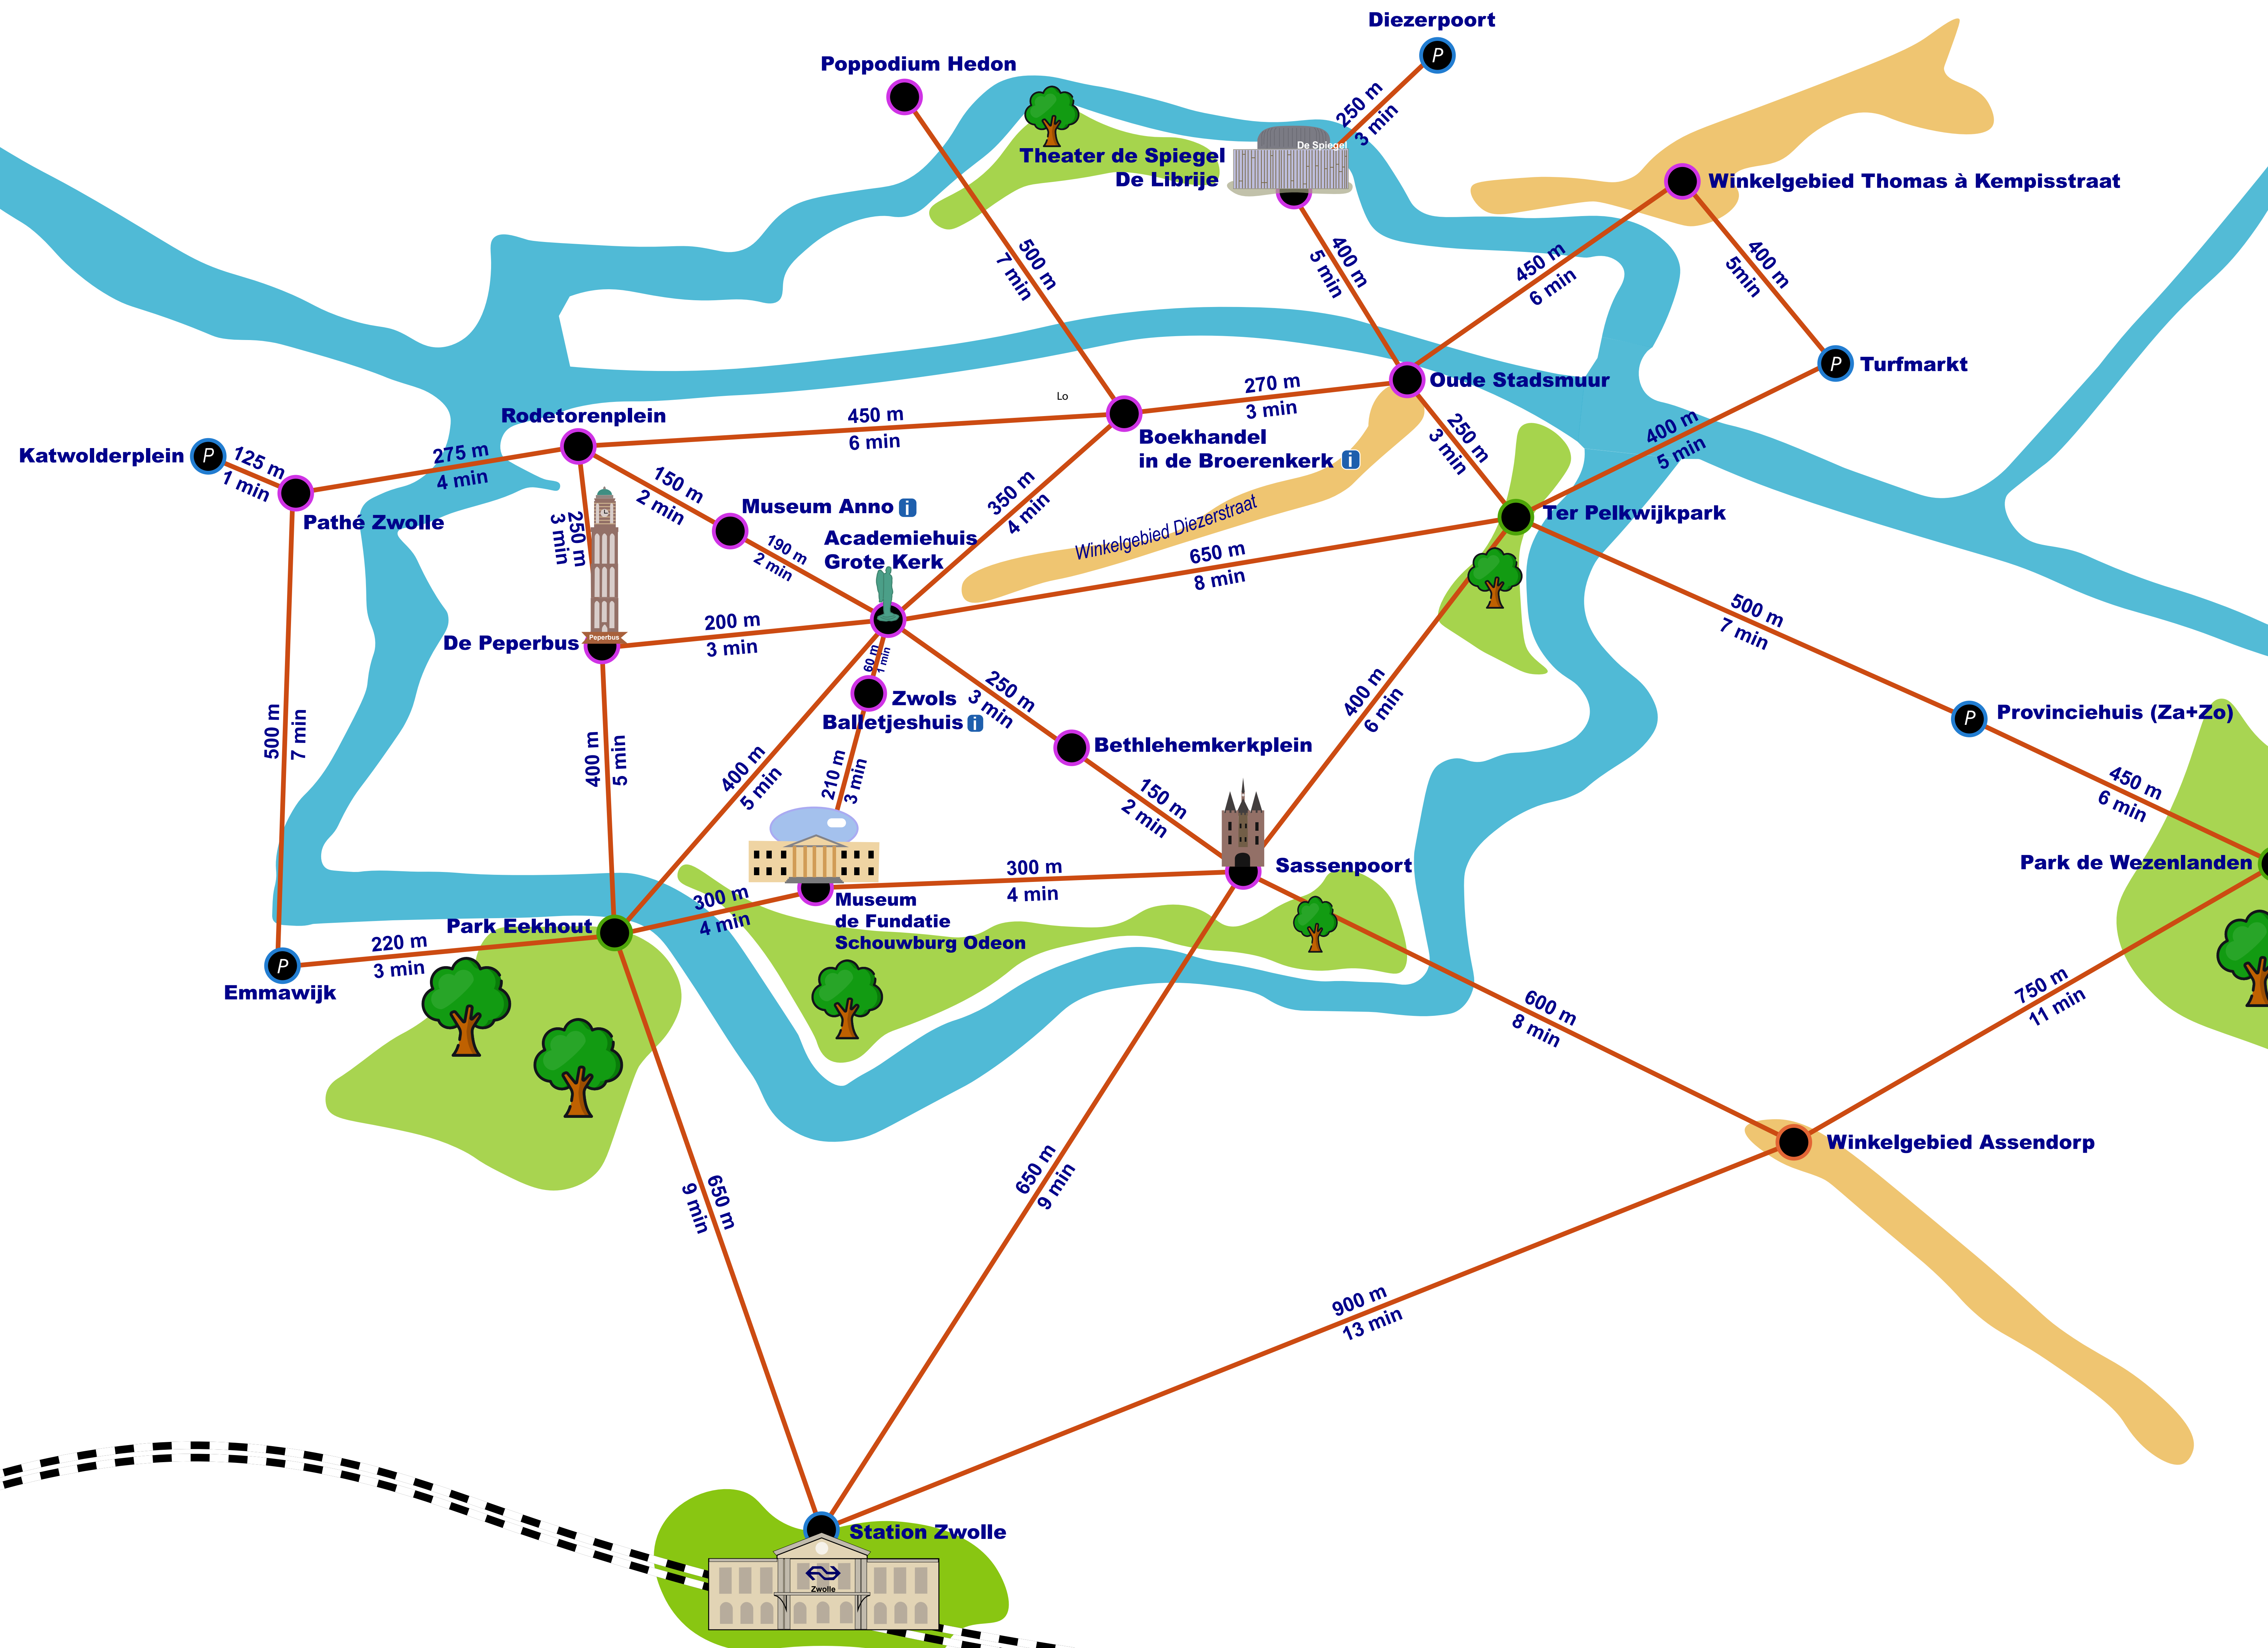 Diezerpoort
P
Poppodium Hedon
250 m
3 min
De Spiegel
Theater de Spiegel
De Librije
Winkelgebied Thomas à Kempisstraat
500 m
7 min
400 m
5 min
450 m
6 min
400 m
5min
P
Turfmarkt
Oude Stadsmuur
270 m
3 min
Lo
Rodetorenplein
450 m
6 min
Boekhandel
in de Broerenkerk i
250 m
3 min
400 m
5 min
Katwolderplein
P
125 m
1 min
275 m
4 min
Pathé Zwolle
150 m
2 min
Museum Anno i
350 m
4 min
Winkelgebied Diezerstraat
Ter Pelkwijkpark
250 m
3 min
190 m
2 min
Academiehuis
Grote Kerk
650 m
8 min
500 m
7 min
Peperbus
De Peperbus
200 m
3 min
60 m
1 min
Zwols
Balletjeshuis i
250 m
3 min
400 m
6 min
P
Provinciehuis (Za+Zo)
500 m
7 min
400 m
5 min
400 m
5 min
210 m
3 min
Bethlehemkerkplein
150 m
2 min
450 m
6 min
Park de Wezenlanden
Sassenpoort
300 m
4 min
300 m
4 min
Museum
de Fundatie
Schouwburg Odeon
Park Eekhout
220 m
3 min
P
Emmawijk
600 m
8 min
750 m
11 min
Winkelgebied Assendorp
650 m
9 min
650 m
9 min
900 m
13 min
Station Zwolle
Zwolle